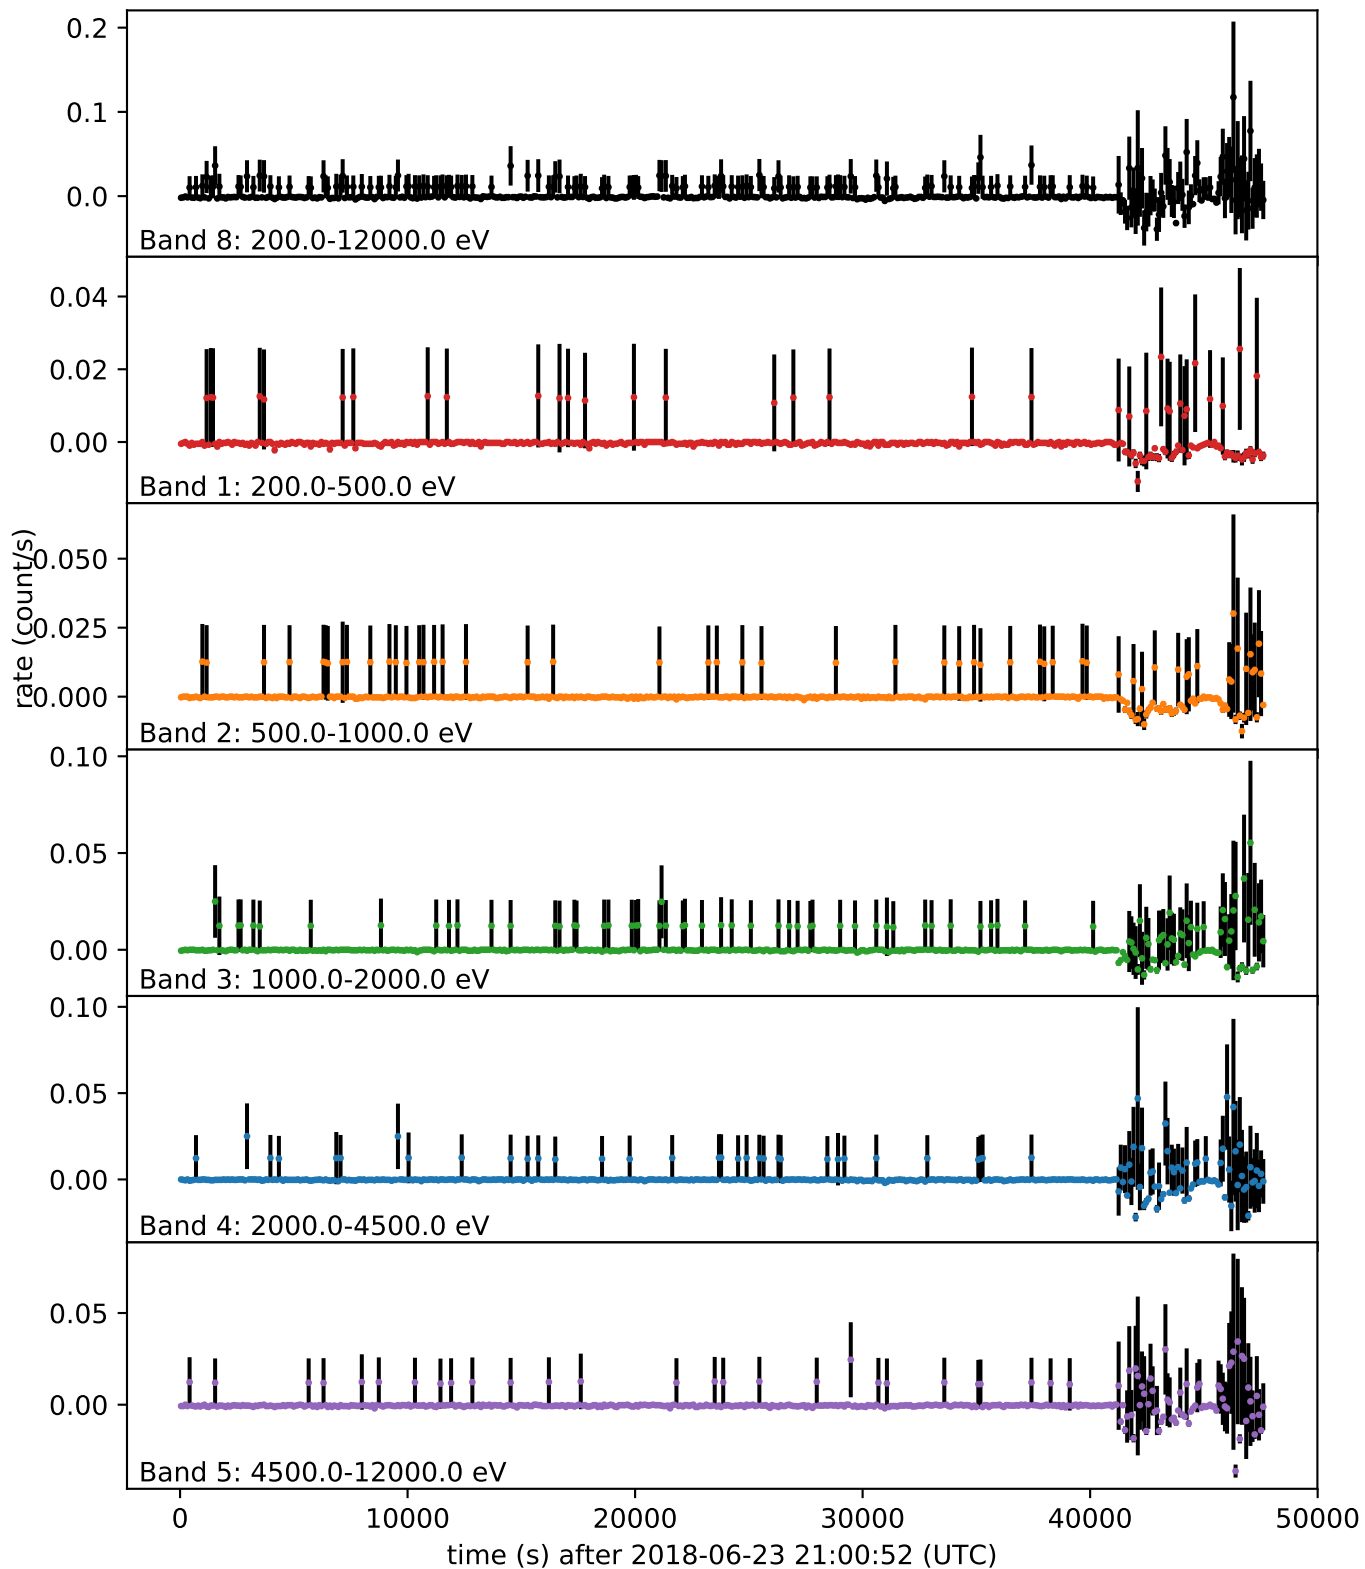 0.2
0.1
0.0
Band 8: 200.0-12000.0 eV
0.04
0.02
0.00
Band 1: 200.0-500.0 eV
rate (count/s)
0.050
0.025
0.000
Band 2: 500.0-1000.0 eV
0.10
0.05
0.00
Band 3: 1000.0-2000.0 eV
0.10
0.05
0.00
Band 4: 2000.0-4500.0 eV
0.05
0.00
Band 5: 4500.0-12000.0 eV
0 10000 20000 30000 40000 50000
time (s) after 2018-06-23 21:00:52 (UTC)